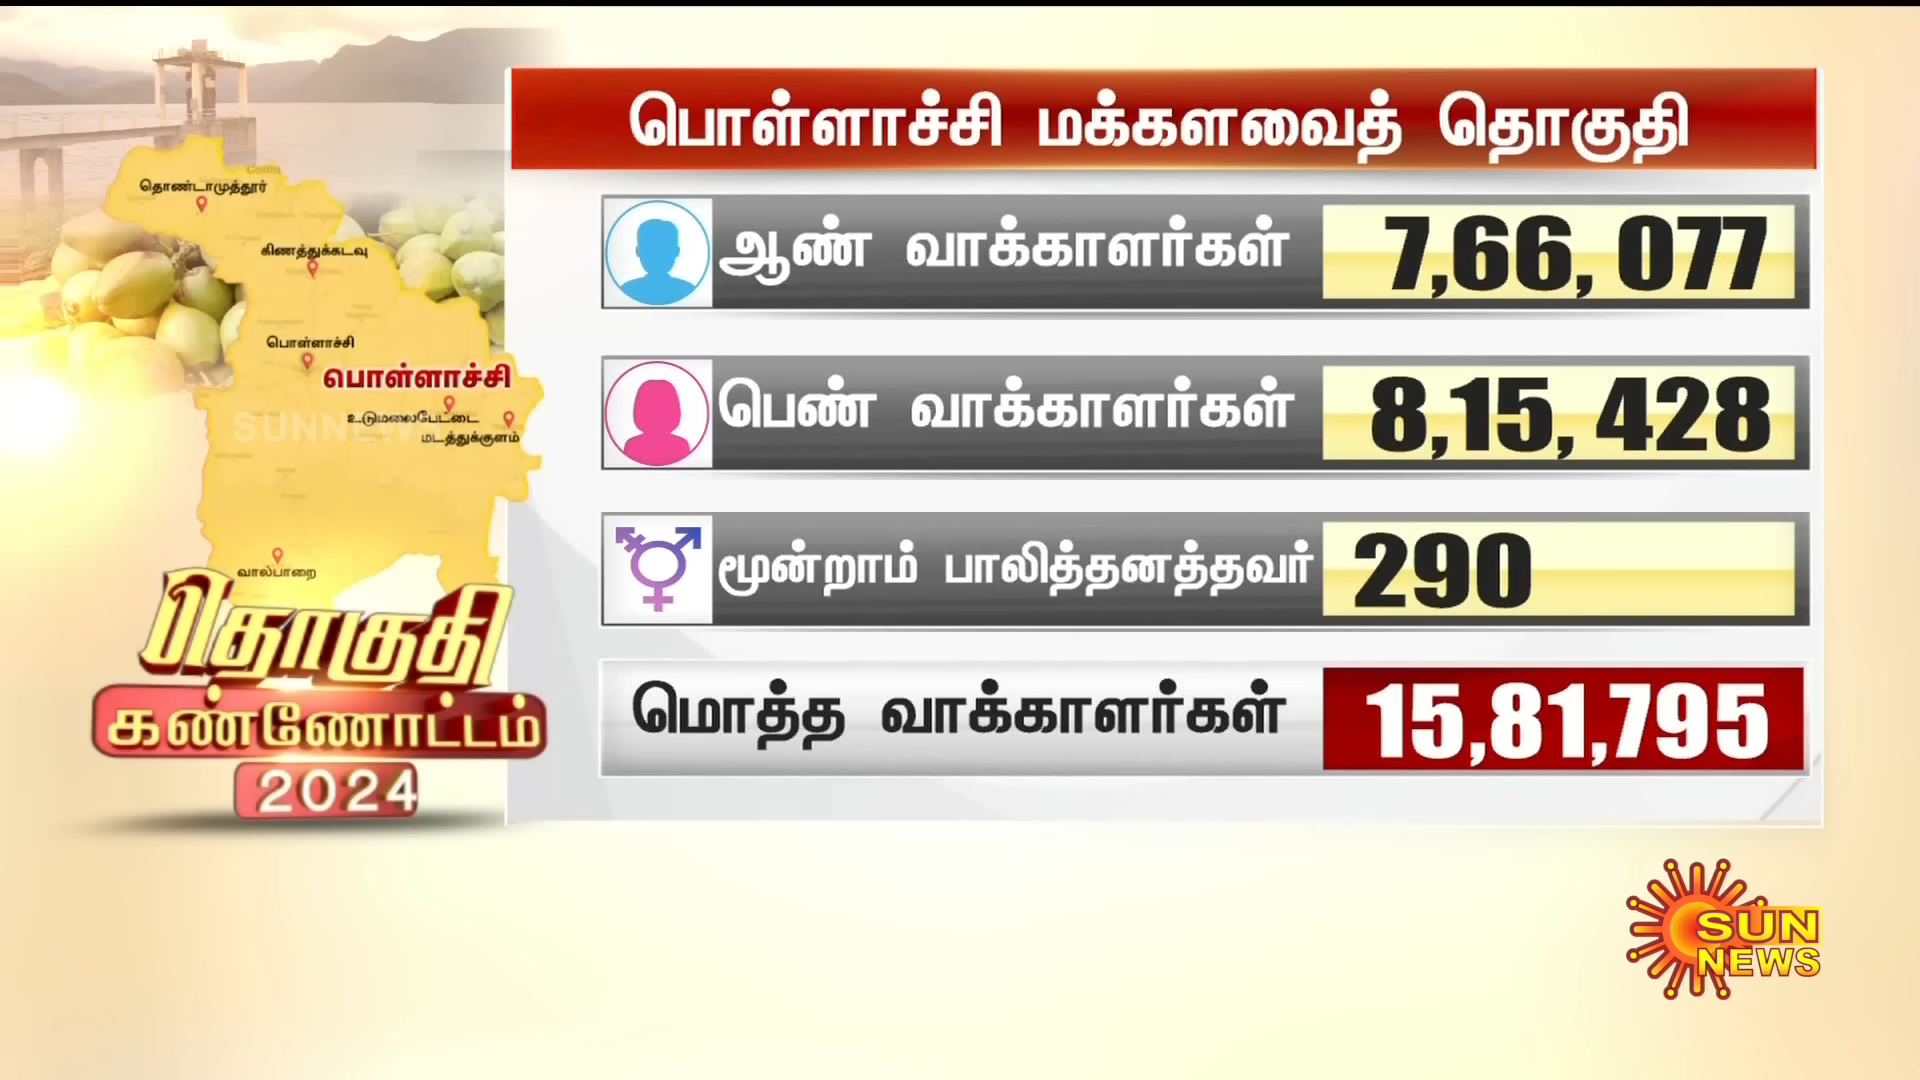 பொள்ளாச்சி மக்களவைத் தொகுதி
ஆண் வாக்காளர்கள் 7,66, 077
பெண் வாக்காளர்கள் 8,15, 428
மூன்றாம் பாலித்தனத்தவர் 290
மொத்த வாக்காளர்கள் 15,81,795
தொண்டாமுத்தூர்
கிணத்துக்கடவு
பொள்ளாச்சி
பொள்ளாச்சி
உடுமலைபேட்டை
மடத்துக்குளம்
வால்பாறை
தொகுதி
கண்ணோட்டம்
2024
SUN
NEWS